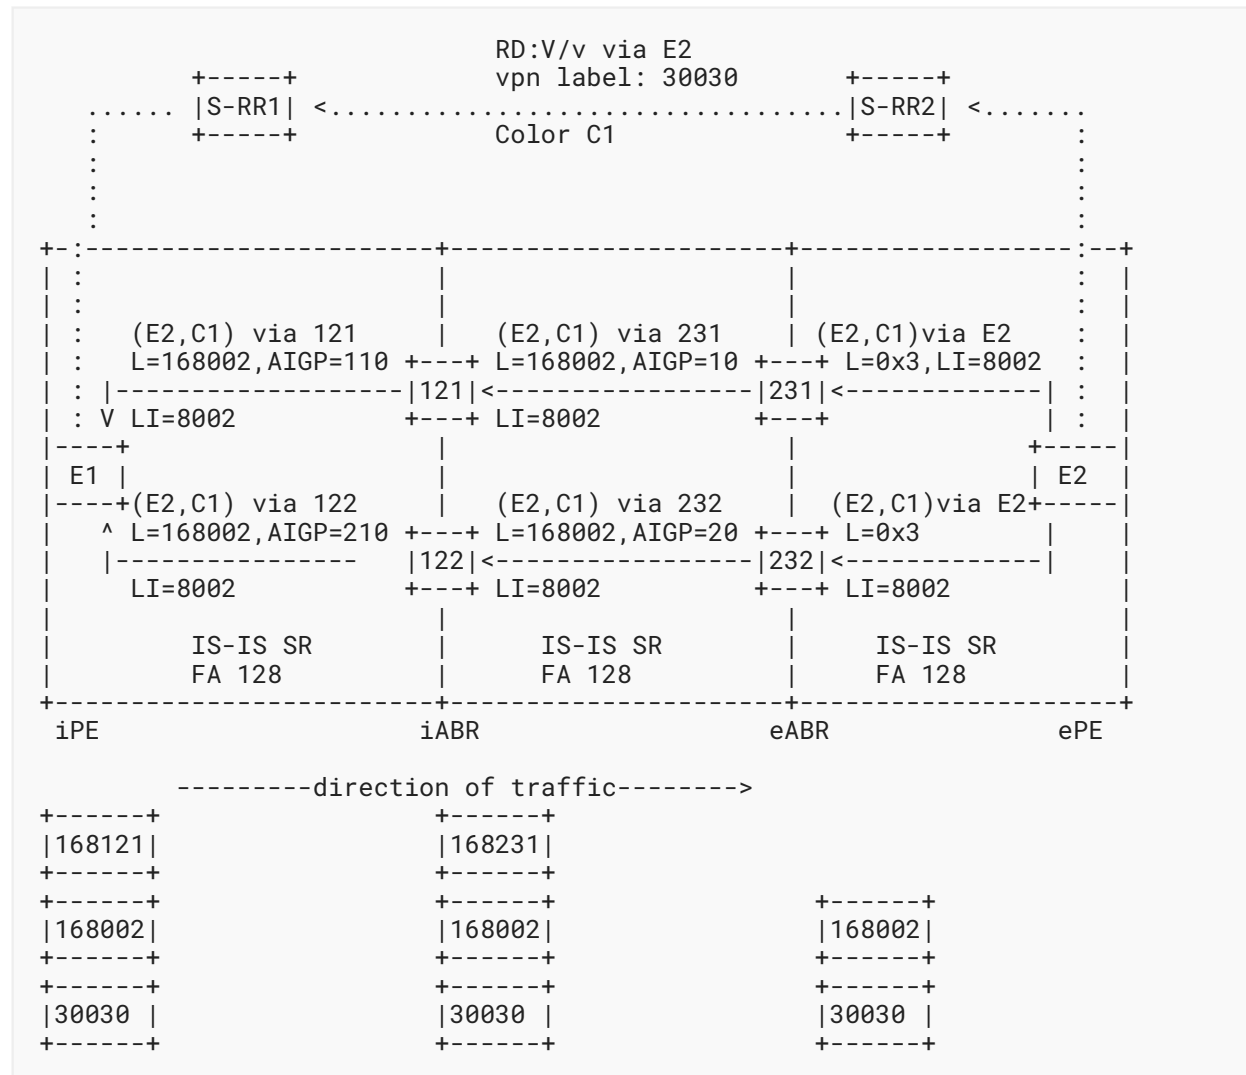 RD:V/v via E2
          +-----+             vpn label: 30030       +-----+
   ...... |S-RR1| <..................................|S-RR2| <.......
   :      +-----+             Color C1               +-----+        :
   :                                                                :
   :                                                                :
   :                                                                :
+-:-----------------------+----------------------+------------------:--+
| :                       |                      |                  :  |
| :                       |                      |                  :  |
| :   (E2,C1) via 121     |   (E2,C1) via 231    | (E2,C1)via E2    :  |
| :   L=168002,AIGP=110 +---+ L=168002,AIGP=10 +---+ L=0x3,LI=8002  :  |
| : |-------------------|121|<-----------------|231|<-------------| :  |
| : V LI=8002           +---+ LI=8002          +---+              | :  |
|----+                    |                      |               +-----|
| E1 |                    |                      |               | E2  |
|----+(E2,C1) via 122     |   (E2,C1) via 232    |  (E2,C1)via E2+-----|
|   ^ L=168002,AIGP=210 +---+ L=168002,AIGP=20 +---+ L=0x3        |    |
|   |----------------   |122|<-----------------|232|<-------------|    |
|     LI=8002           +---+ LI=8002          +---+ LI=8002           |
|                         |                      |                     |
|         IS-IS SR        |      IS-IS SR        |     IS-IS SR        |
|         FA 128          |      FA 128          |     FA 128          |
+-------------------------+----------------------+---------------------+
 iPE                     iABR                   eABR               ePE
         ---------direction of traffic-------->
+------+                  +------+
|168121|                  |168231|
+------+                  +------+
+------+                  +------+                 +------+
|168002|                  |168002|                 |168002|
+------+                  +------+                 +------+
+------+                  +------+                 +------+
|30030 |                  |30030 |                 |30030 |
+------+                  +------+                 +------+